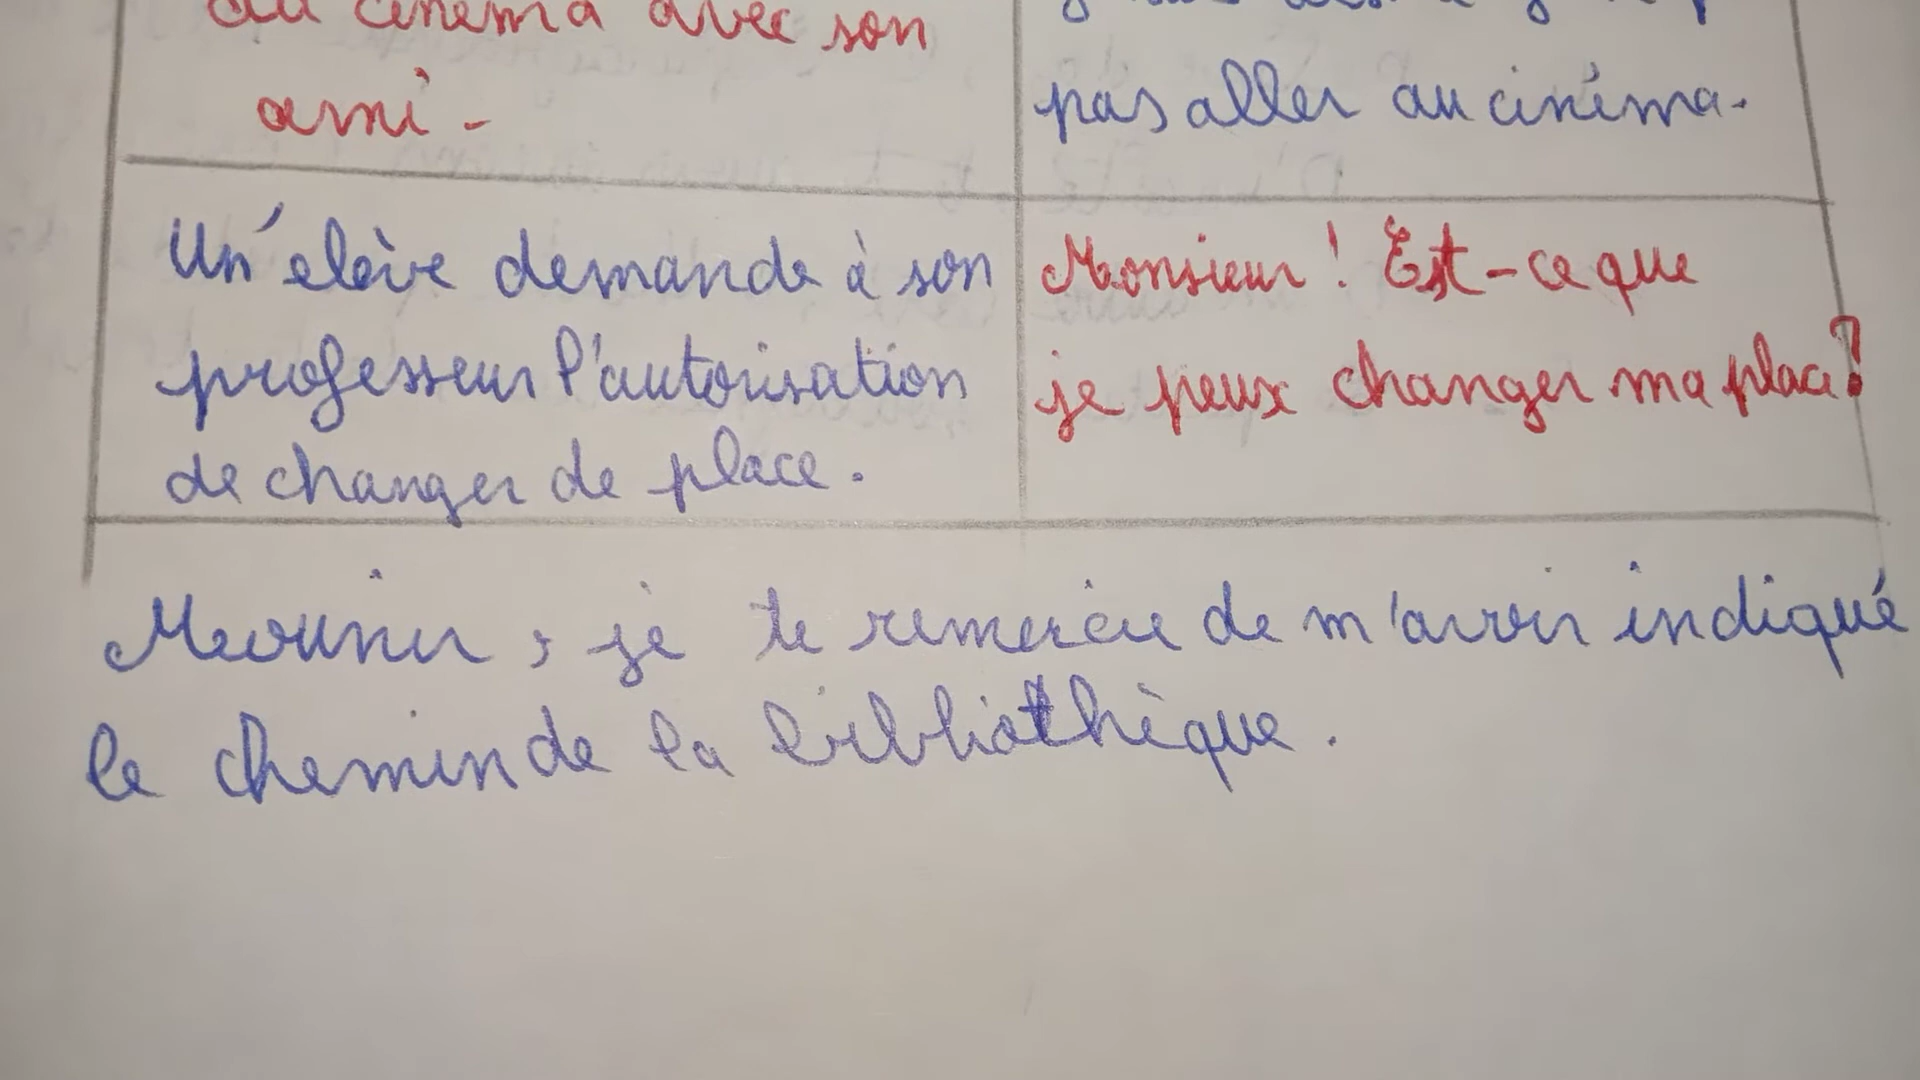 au cinéma avec son
ami -
pas aller au cinéma.
Un élève demande à son
professeur l'autorisation
de changer de place.
Monsieur ! Est-ce que
je peux changer ma place?
Mounir, je te remercie de m'avoir indiqué
le chemin de la bibliothèque.